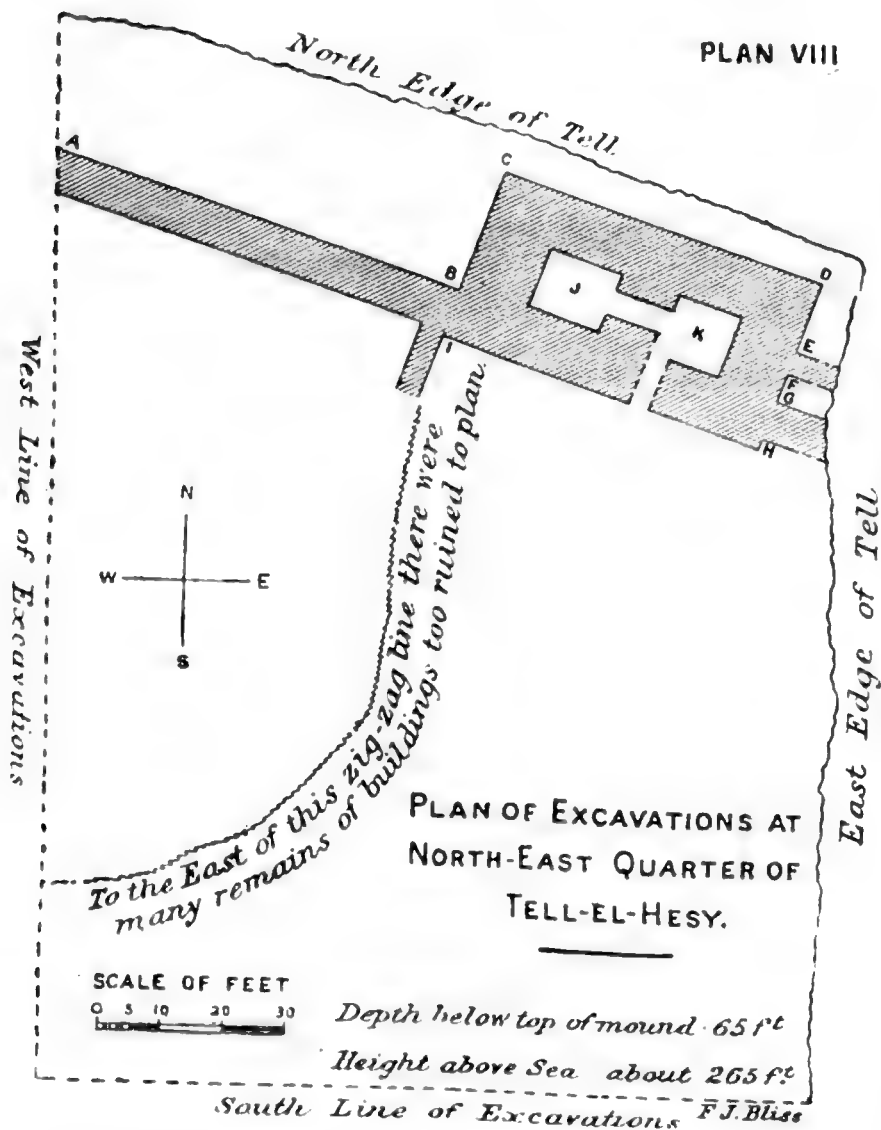 PLAN VIII
North Edge of Tell
A
C
B
D
J
K
E
I
F
G
H
West Line of Excavations
N
W
E
S
East Edge of Tell
To the East of this zig-zag line there were
many remains of buildings too ruined to plan.
PLAN OF EXCAVATIONS AT
NORTH-EAST QUARTER OF
TELL-EL-HESY.
SCALE OF FEET
0 5 10 20 30
Depth below top of mound 65 ft
Height above Sea about 265 ft.
South Line of Excavations
F J. Bliss